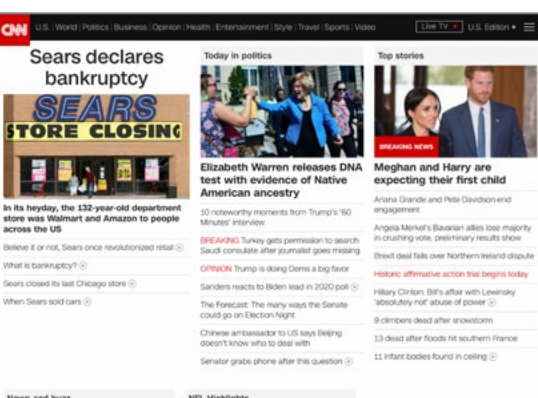 CNN
U.S. | World | Politics | Business | Opinion | Health | Entertainment | Style | Travel | Sports | Video
Live TV
U.S. Edition
Sears declares
bankruptcy
SEARS
STORE CLOSING
In its heyday, the 132-year-old department
store was Walmart and Amazon to people
across the US
Believe it or not, Sears once revolutionized retail
What is bankruptcy?
Sears closed its last Chicago store
When Sears sold cars
News and buzz
Today in politics
Elizabeth Warren releases DNA
test with evidence of Native
American ancestry
10 noteworthy moments from Trump's '60
Minutes' interview
BREAKING Turkey gets permission to search
Saudi consulate after journalist goes missing
OPINION Trump is doing Dems a big favor
Sanders reacts to Biden lead in 2020 poll
The Forecast: The many ways the Senate
could go on Election Night
Chinese ambassador to US says Beijing
doesn't know who to deal with
Senator grabs phone after this question
NFL Highlights
Top stories
BREAKING NEWS
Meghan and Harry are
expecting their first child
Ariana Grande and Pete Davidson end
engagement
Angela Merkel's Bavarian allies lose majority
in crushing vote, preliminary results show
Brexit deal falls over Northern Ireland dispute
Historic affirmative action trial begins today
Hillary Clinton: Bill's affair with Lewinsky
'absolutely not' abuse of power
9 climbers dead after snowstorm
13 dead after floods hit southern France
11 infant bodies found in ceiling